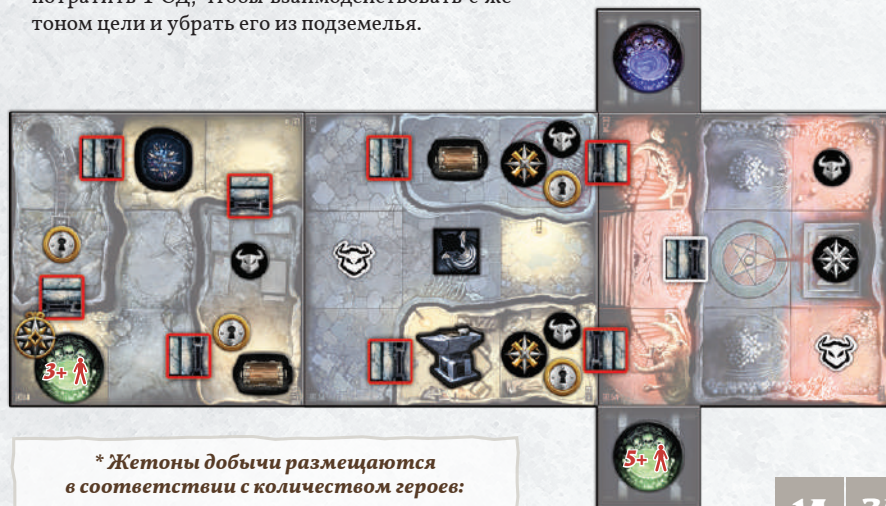 тоном цели и убрать его из подземелья.
3+
5+
* Жетоны добычи размещаются
в соответствии с количеством героев: